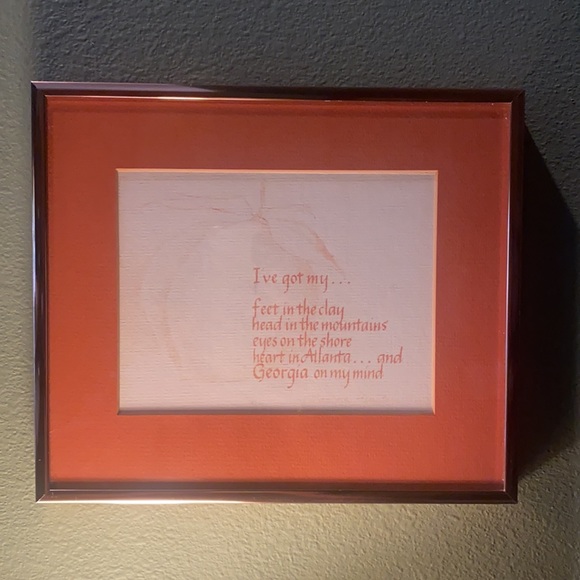 I've got my...
feet in the clay
head in the mountains
eyes on the shore
heart in Atlanta... and
Georgia on my mind